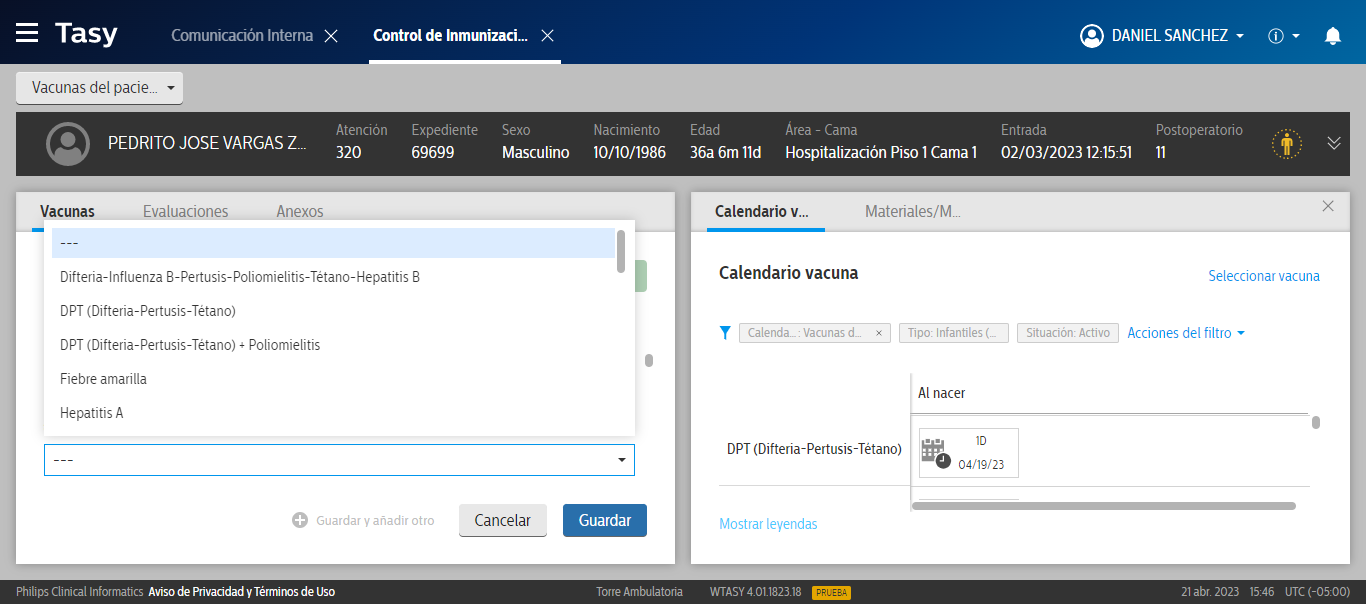 Tasy
Comunicación Interna
Control de Inmunizaci...
DANIEL SANCHEZ
Vacunas del pacie...
PEDRITO JOSE VARGAS Z...
Atención
320
Expediente
69699
Sexo
Masculino
Nacimiento
10/10/1986
Edad
36a 6m 11d
Área - Cama
Hospitalización Piso 1 Cama 1
Entrada
02/03/2023 12:15:51
Postoperatorio
11
Vacunas
Evaluaciones
Anexos
---
Difteria-Influenza B-Pertusis-Poliomielitis-Tétano-Hepatitis B
DPT (Difteria-Pertusis-Tétano)
DPT (Difteria-Pertusis-Tétano) + Poliomielitis
Fiebre amarilla
Hepatitis A
---
Guardar y añadir otro
Cancelar
Guardar
Calendario v...
Materiales/M...
Calendario vacuna
Seleccionar vacuna
Calenda... : Vacunas d... ×
Tipo: Infantiles (...
Situación: Activo
Acciones del filtro
Al nacer
DPT (Difteria-Pertusis-Tétano)
1D
04/19/23
Mostrar leyendas
Philips Clinical Informatics Aviso de Privacidad y Términos de Uso
Torre Ambulatoria
WTASY 4.01.1823.18
PRUEBA
21 abr. 2023 15:46 UTC (-05:00)